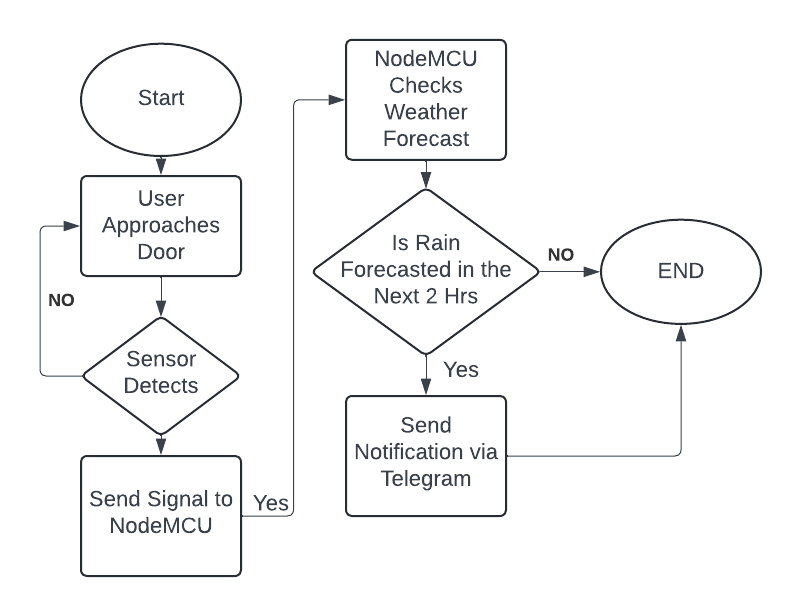 Start
User
Approaches
Door
NO
Sensor
Detects
Send Signal to
NodeMCU
Yes
NodeMCU
Checks
Weather
Forecast
Is Rain
Forecasted in the
Next 2 Hrs
NO
END
Yes
Send
Notification via
Telegram